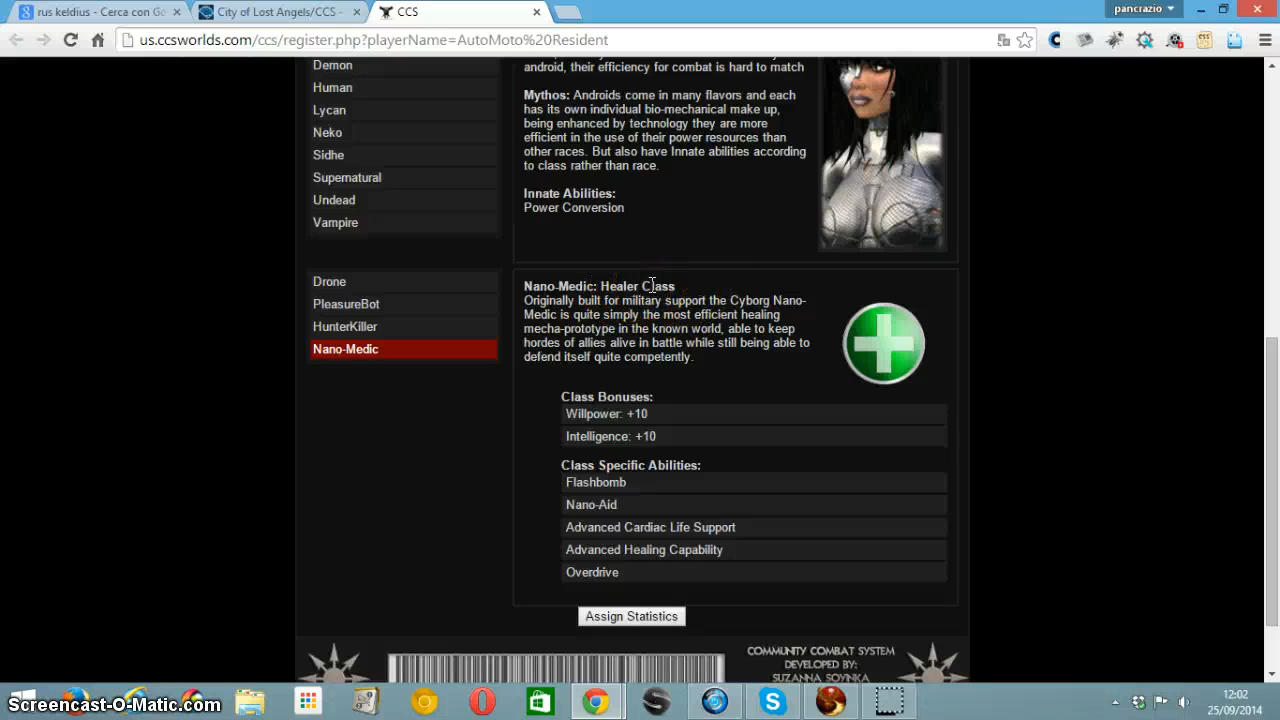 rus keldius - Cerca con Go
City of Lost Angels/CCS -
CCS
pancrazio
us.ccsworlds.com/ccs/register.php?playerName=AutoMoto%20Resident
Demon
Human
Lycan
Neko
Sidhe
Supernatural
Undead
Vampire
android, their efficiency for combat is hard to match
Mythos: Androids come in many flavors and each
has its own individual bio-mechanical make up,
being enhanced by technology they are more
efficient in the use of their power resources than
other races. But also have Innate abilities according
to class rather than race.
Innate Abilities:
Power Conversion
Drone
PleasureBot
HunterKiller
Nano-Medic
Nano-Medic: Healer Class
Originally built for military support the Cyborg Nano-
Medic is quite simply the most efficient healing
mecha-prototype in the known world, able to keep
hordes of allies alive in battle while still being able to
defend itself quite competently.
Class Bonuses:
Willpower: +10
Intelligence: +10
Class Specific Abilities:
Flashbomb
Nano-Aid
Advanced Cardiac Life Support
Advanced Healing Capability
Overdrive
Assign Statistics
COMMUNITY COMBAT SYSTEM
DEVELOPED BY:
SUZANNA SOYINKA
Screencast-O-Matic.com
12:02
25/09/2014